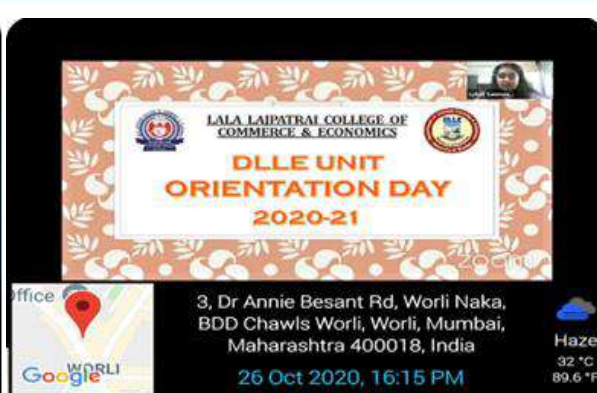 LALA LAJPATRAI COLLEGE OF
COMMERCE & ECONOMICS
DLLE UNIT
ORIENTATION DAY
2020-21
zoom
ffice
WORLI
Google
3, Dr Annie Besant Rd, Worli Naka,
BDD Chawls Worli, Worli, Mumbai,
Maharashtra 400018, India
26 Oct 2020, 16:15 PM
Haze
32 °C
89.6 °F